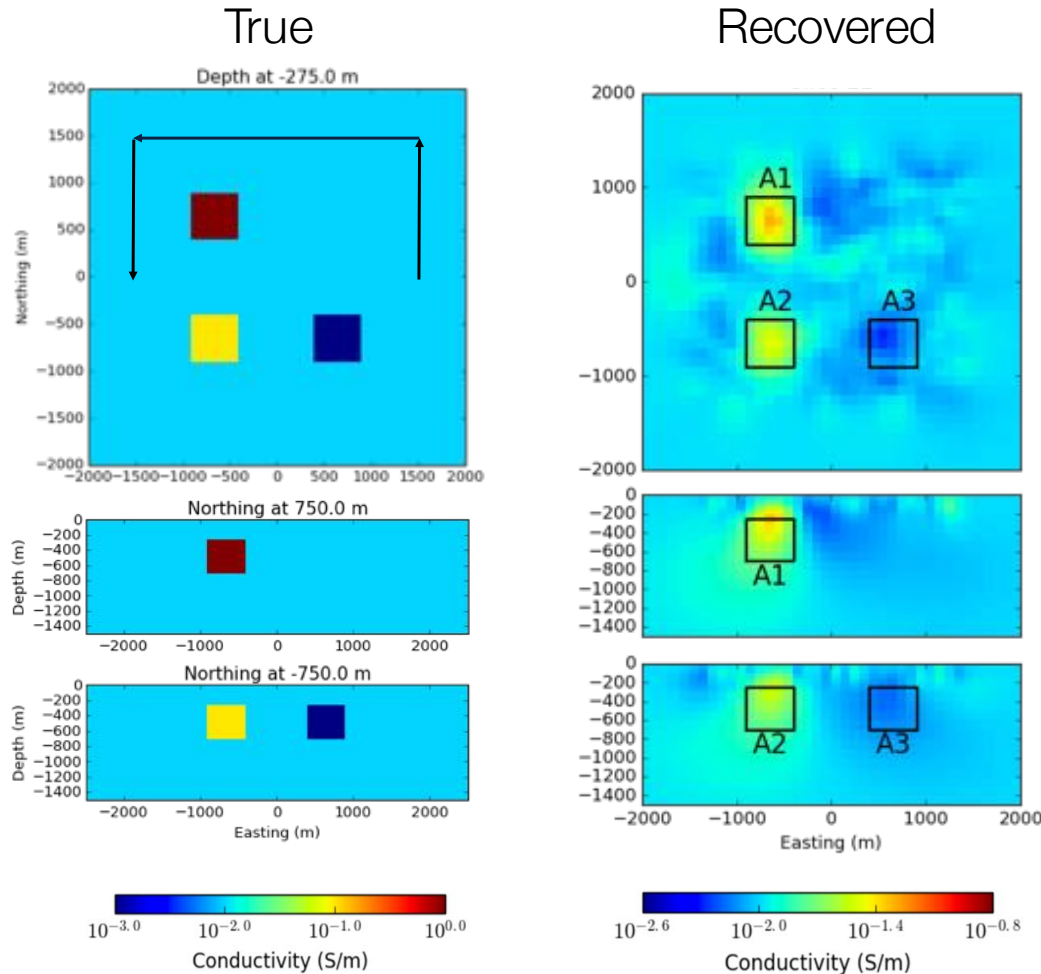 True
Recovered
Depth at -275.0 m
2000
1500
1000
500
0
−500
−1000
−1500
−2000
Northing (m)
−2000 −1500 −1000 −500 0 500 1000 1500 2000
2000
1000
0
−1000
−2000
A1
A2
A3
Northing at 750.0 m
0
−200
−400
−600
−800
−1000
−1200
−1400
Depth (m)
−2000 −1000 0 1000 2000
0
−200
−400
−600
−800
−1000
−1200
−1400
A1
Northing at -750.0 m
0
−200
−400
−600
−800
−1000
−1200
−1400
Depth (m)
−2000 −1000 0 1000 2000
Easting (m)
0
−200
−400
−600
−800
−1000
−1200
−1400
A2
A3
−2000 −1000 0 1000 2000
Easting (m)
10^−3.0 10^−2.0 10^−1.0 10^0.0
Conductivity (S/m)
10^−2.6 10^−2.0 10^−1.4 10^−0.8
Conductivity (S/m)